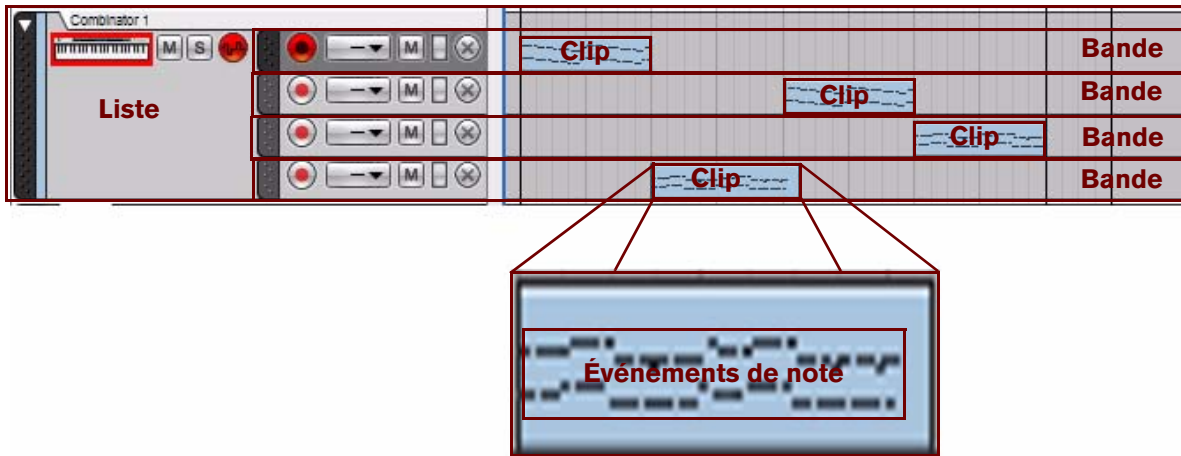 Combinator 1
M S M Clip Bande
Liste M Clip Bande
M Clip Bande
M Clip Bande
Événements de note